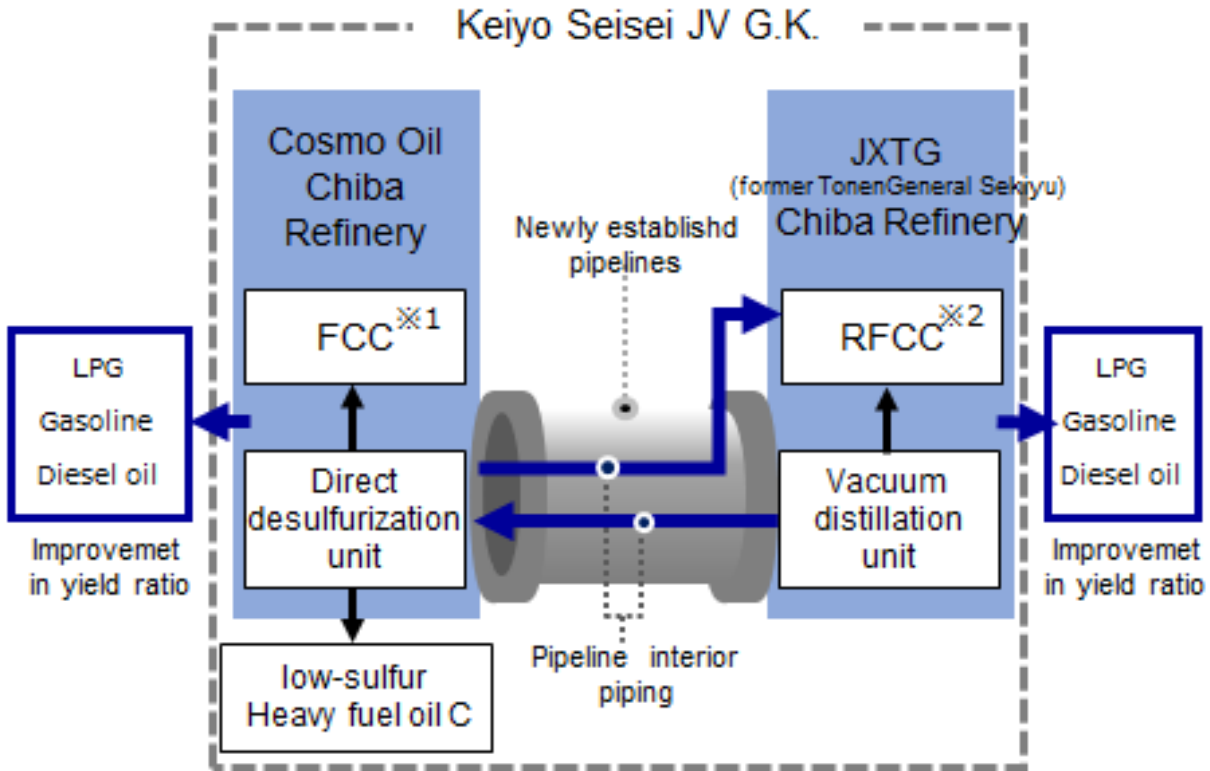 Keiyo Seisei JV G.K.
Cosmo Oil
Chiba
Refinery
JXTG
(former TonenGeneral Sekiyu)
Chiba Refinery
Newly establishd
pipelines
FCC※1
RFCC※2
LPG
Gasoline
Diesel oil
Improvemet
in yield ratio
Direct
desulfurization
unit
Vacuum
distillation
unit
LPG
Gasoline
Diesel oil
Improvemet
in yield ratio
low-sulfur
Heavy fuel oil C
Pipeline interior
piping